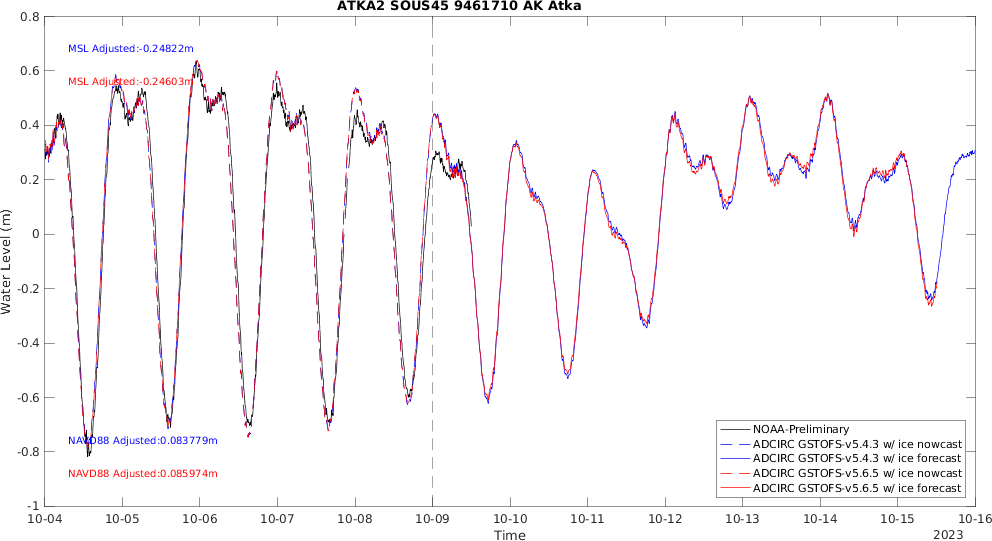 ATKA2 SOUS45 9461710 AK Atka
0.8
0.6
0.4
0.2
0
-0.2
-0.4
-0.6
-0.8
-1
Water Level (m)
MSL Adjusted:-0.24822m
MSL Adjusted:-0.24603m
NAVD88 Adjusted:0.083779m
NAVD88 Adjusted:0.085974m
NOAA-Preliminary
ADCIRC GSTOFS-v5.4.3 w/ ice nowcast
ADCIRC GSTOFS-v5.4.3 w/ ice forecast
ADCIRC GSTOFS-v5.6.5 w/ ice nowcast
ADCIRC GSTOFS-v5.6.5 w/ ice forecast
10-04 10-05 10-06 10-07 10-08 10-09 10-10 10-11 10-12 10-13 10-14 10-15 10-16
Time
2023